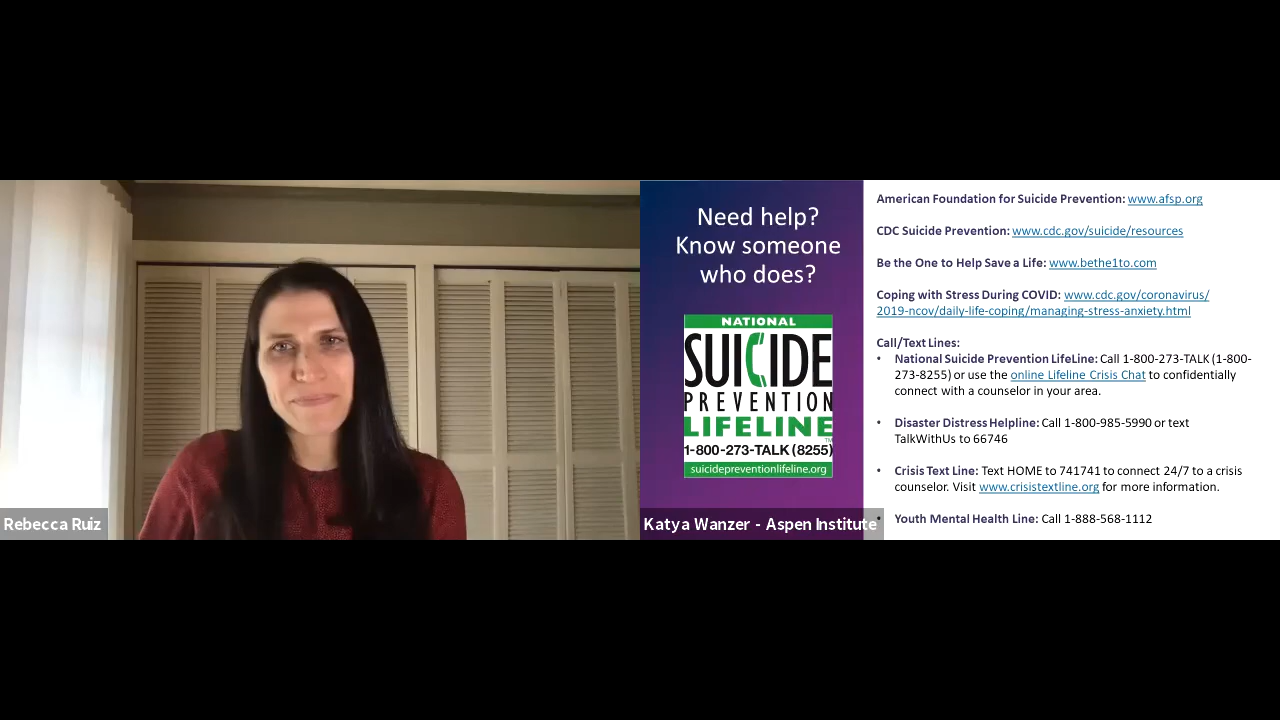 Need help?
Know someone
who does?
NATIONAL
SUICIDE
PREVENTION
LIFELINE
TM
1-800-273-TALK (8255)
suicidepreventionlifeline.org
American Foundation for Suicide Prevention: www.afsp.org
CDC Suicide Prevention: www.cdc.gov/suicide/resources
Be the One to Help Save a Life: www.bethe1to.com
Coping with Stress During COVID: www.cdc.gov/coronavirus/
2019-ncov/daily-life-coping/managing-stress-anxiety.html
Call/Text Lines:
• National Suicide Prevention LifeLine: Call 1-800-273-TALK (1-800-
273-8255) or use the online Lifeline Crisis Chat to confidentially
connect with a counselor in your area.
• Disaster Distress Helpline: Call 1-800-985-5990 or text
TalkWithUs to 66746
• Crisis Text Line: Text HOME to 741741 to connect 24/7 to a crisis
counselor. Visit www.crisistextline.org for more information.
• Youth Mental Health Line: Call 1-888-568-1112
Rebecca Ruiz
Katya Wanzer - Aspen Institute